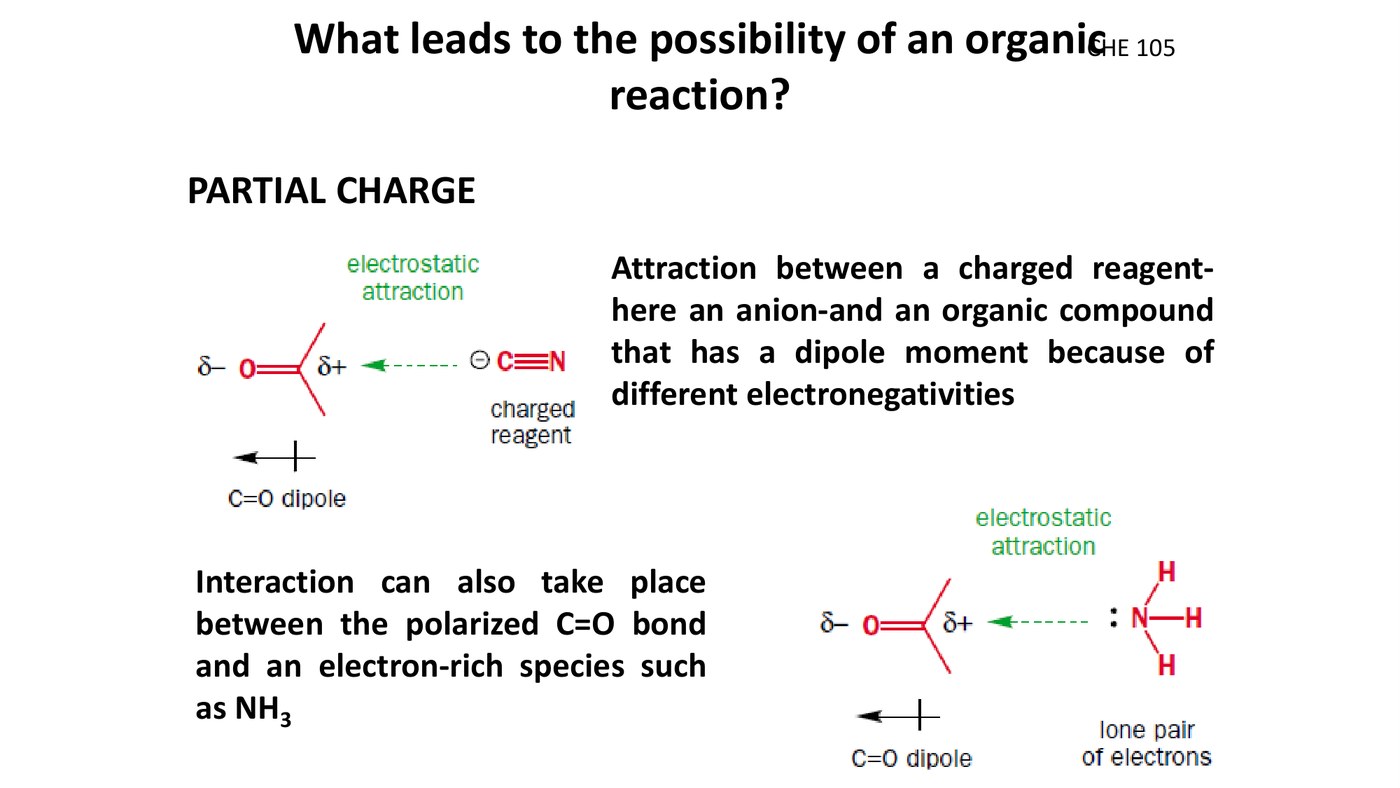 What leads to the possibility of an organic
CHE 105
reaction?
PARTIAL CHARGE
electrostatic
attraction
δ– O δ+ ⊖ C≡N
charged
reagent
C=O dipole
Attraction between a charged reagent-
here an anion-and an organic compound
that has a dipole moment because of
different electronegativities
Interaction can also take place
between the polarized C=O bond
and an electron-rich species such
as NH₃
electrostatic
attraction
H
δ– O δ+ : N—H
H
C=O dipole
lone pair
of electrons